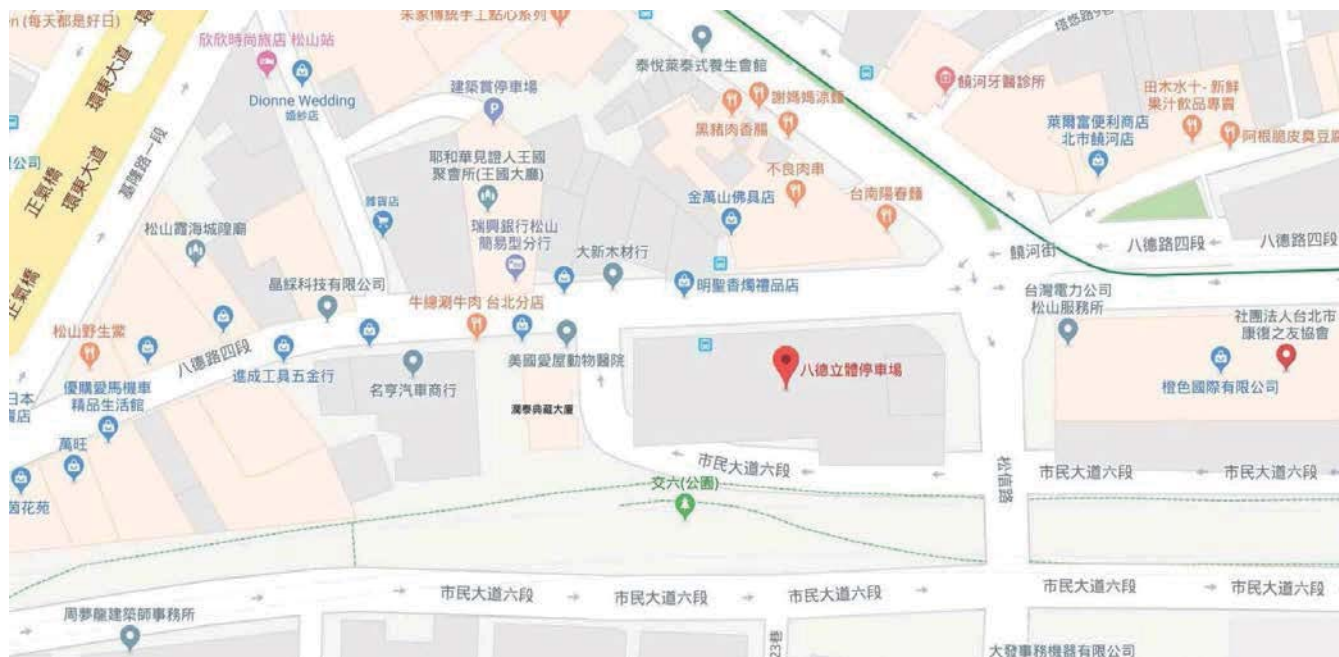 (每天都是好日)
朱家傳統手工點心系列
塔悠路9巷
欣欣時尚旅店 松山站
泰悅萊泰式養生會館
饒河牙醫診所
環東大道
Dionne Wedding
婚紗店
建築賞停車場
謝媽媽涼麵
田木水十- 新鮮
果汁飲品專賣
黑豬肉香腸
萊爾富便利商店
北市饒河店
阿根脆皮臭豆腐
正氣橋
環東大道
基隆路一段
耶和華見證人王國
聚會所(王國大廳)
不良肉串
雜貨店
金萬山佛具店
台南陽春麵
松山霞海城隍廟
瑞興銀行松山
簡易型分行
大新木材行
饒河街
八德路四段
八德路四段
正氣橋
晶綵科技有限公司
明聖香燭禮品店
牛總涮牛肉 台北分店
台灣電力公司
松山服務所
社團法人台北市
康復之友協會
松山野生鱉
八德路四段
進成工具五金行
美國愛屋動物醫院
八德立體停車場
優購愛馬機車
精品生活館
名亨汽車商行
橙色國際有限公司
潤泰典藏大廈
萬旺
市民大道六段
松信路
市民大道六段
市民大道六段
交六(公園)
市民大道六段
市民大道六段
市民大道六段
市民大道六段
市民大道六段
周夢龍建築師事務所
大發事務機器有限公司